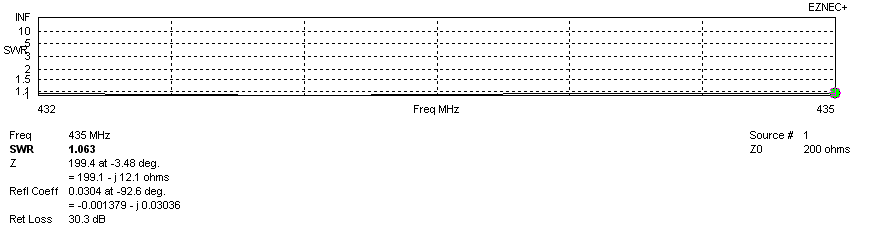 EZNEC+
INF
10
5
SWR
3
2
1.5
1.1
1
432 Freq MHz 435
Freq 435 MHz Source # 1
SWR 1.063 Z0 200 ohms
Z 199.4 at -3.48 deg.
= 199.1 - j 12.1 ohms
Refl Coeff 0.0304 at -92.6 deg.
= -0.001379 - j 0.03036
Ret Loss 30.3 dB